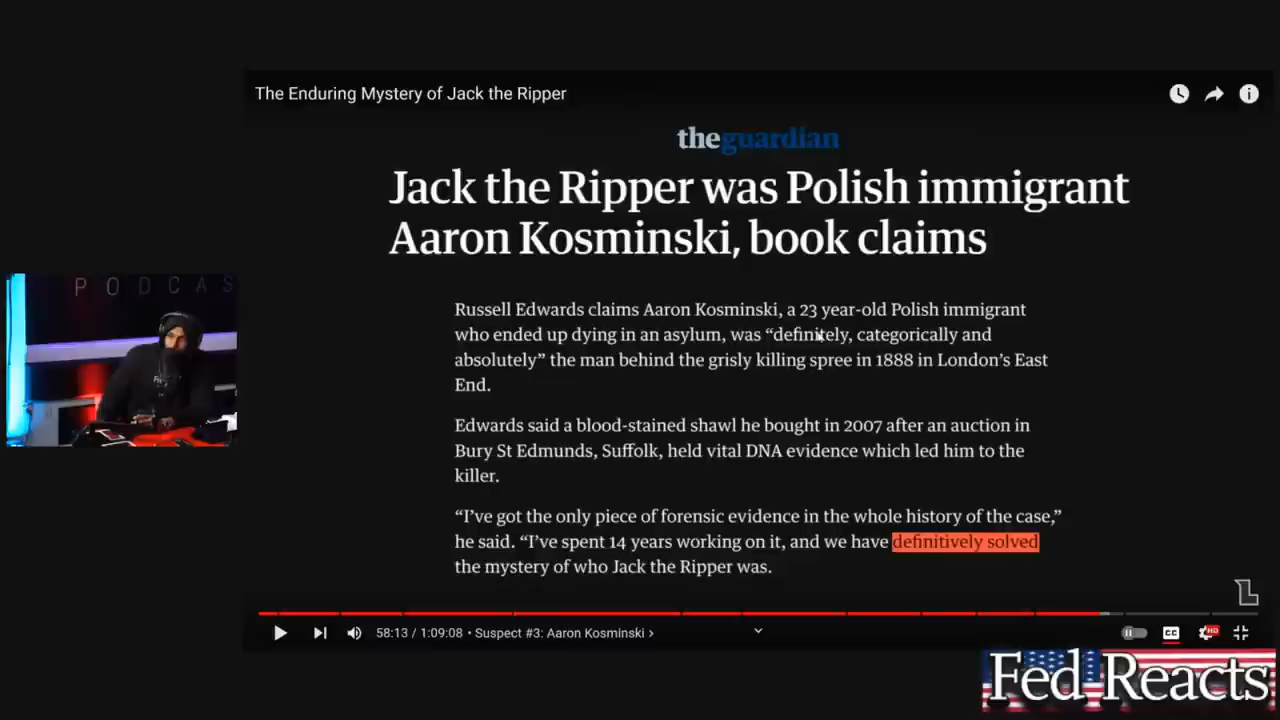 The Enduring Mystery of Jack the Ripper
theguardian
Jack the Ripper was Polish immigrant
Aaron Kosminski, book claims
Russell Edwards claims Aaron Kosminski, a 23 year-old Polish immigrant
who ended up dying in an asylum, was “definitely, categorically and
absolutely” the man behind the grisly killing spree in 1888 in London’s East
End.
Edwards said a blood-stained shawl he bought in 2007 after an auction in
Bury St Edmunds, Suffolk, held vital DNA evidence which led him to the
killer.
“I’ve got the only piece of forensic evidence in the whole history of the case,”
he said. “I’ve spent 14 years working on it, and we have definitively solved
the mystery of who Jack the Ripper was.
PODCAS
58:13 / 1:09:08 • Suspect #3: Aaron Kosminski ›
CC
HD
Fed Reacts